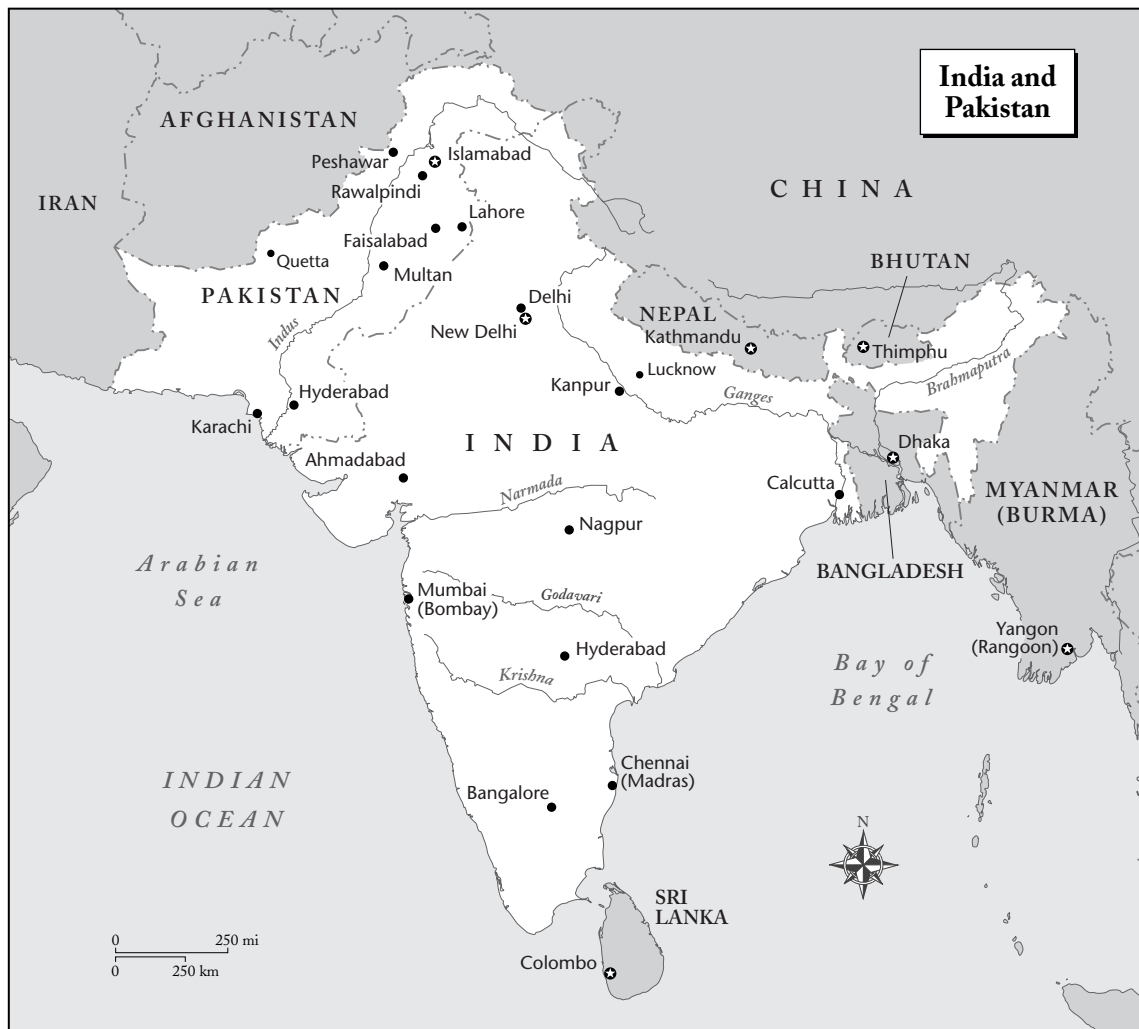 India and
Pakistan
AFGHANISTAN
IRAN
CHINA
Peshawar
Islamabad
Rawalpindi
Lahore
Faisalabad
Quetta
Multan
PAKISTAN
Indus
BHUTAN
Delhi
New Delhi
NEPAL
Kathmandu
Thimphu
Lucknow
Kanpur
Ganges
Brahmaputra
Hyderabad
Karachi
INDIA
Dhaka
Ahmadabad
Narmada
Calcutta
MYANMAR
(BURMA)
Nagpur
BANGLADESH
Arabian
Sea
Mumbai
(Bombay)
Godavari
Hyderabad
Krishna
Yangon
(Rangoon)
Bay of
Bengal
INDIAN
OCEAN
Chennai
(Madras)
Bangalore
N
SRI
LANKA
Colombo
0 250 mi
0 250 km